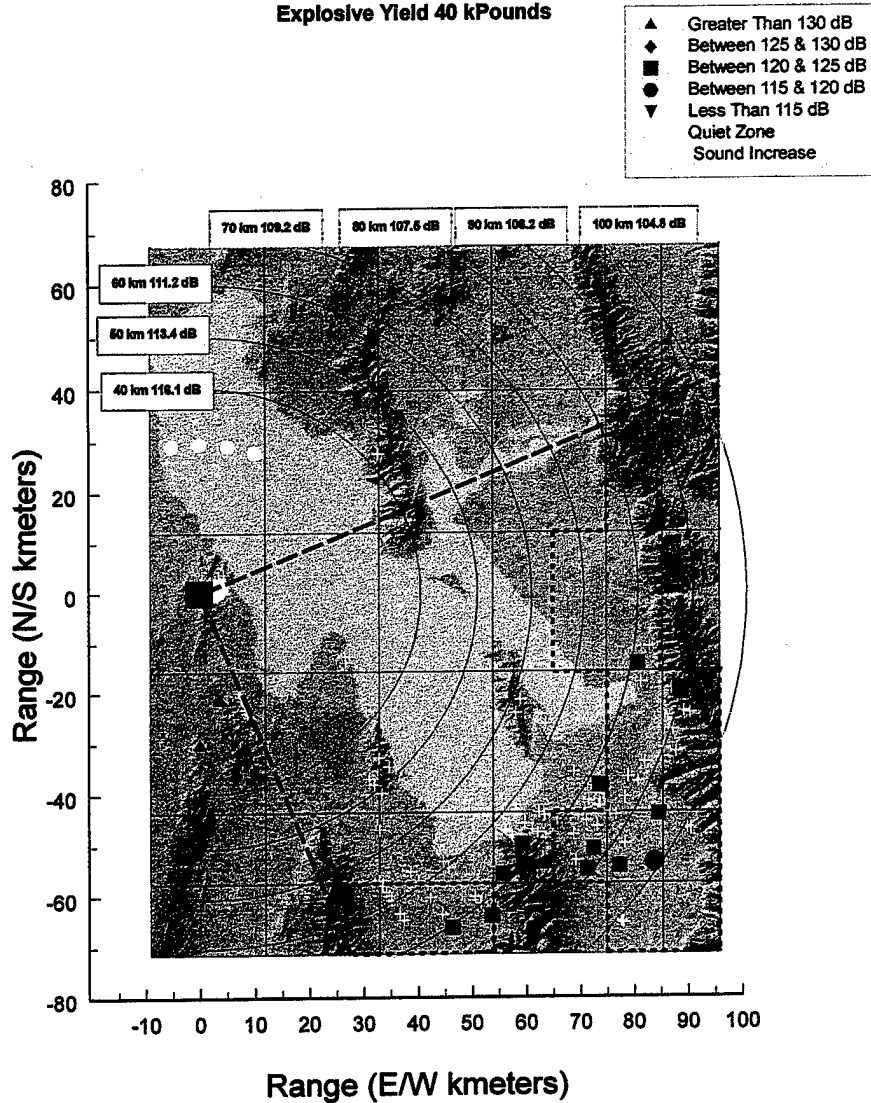 Explosive Yield 40 kPounds
Greater Than 130 dB
Between 125 & 130 dB
Between 120 & 125 dB
Between 115 & 120 dB
Less Than 115 dB
Quiet Zone
Sound Increase
80
60
40
20
0
-20
-40
-60
-80
Range (N/S kmeters)
70 km 109.2 dB
80 km 107.5 dB
90 km 106.2 dB
100 km 104.8 dB
60 km 111.2 dB
50 km 113.4 dB
40 km 116.1 dB
-10 0 10 20 30 40 50 60 70 80 90 100
Range (E/W kmeters)